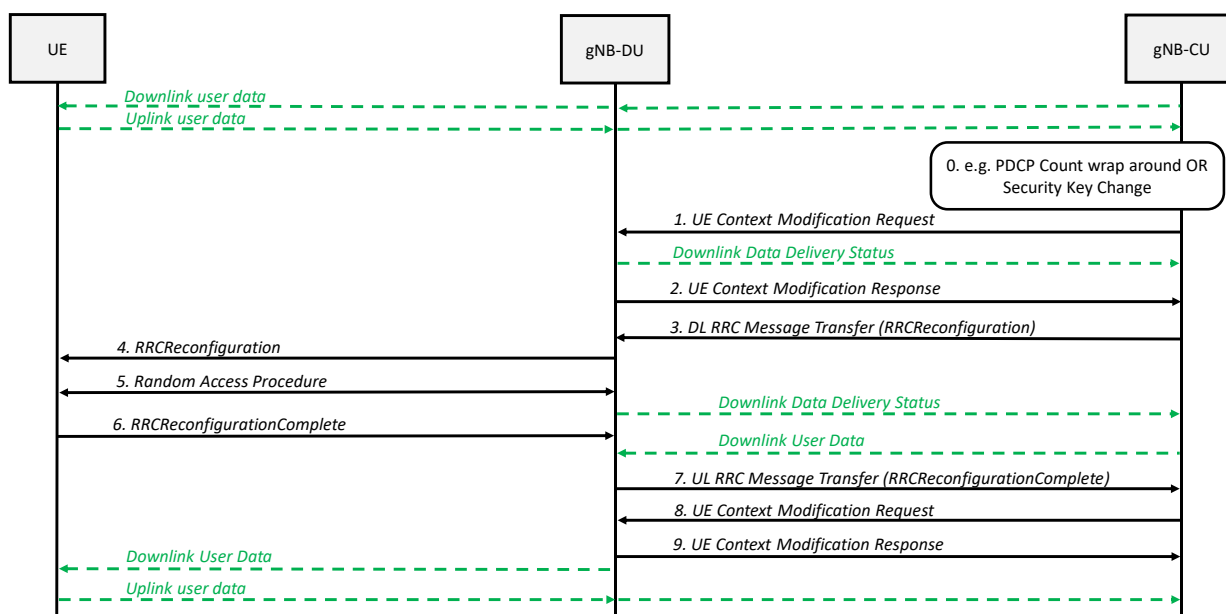 UE
gNB-DU
gNB-CU
Downlink user data
Uplink user data
0. e.g. PDCP Count wrap around OR
Security Key Change
1. UE Context Modification Request
Downlink Data Delivery Status
2. UE Context Modification Response
3. DL RRC Message Transfer (RRCReconfiguration)
4. RRCReconfiguration
5. Random Access Procedure
Downlink Data Delivery Status
6. RRCReconfigurationComplete
Downlink User Data
7. UL RRC Message Transfer (RRCReconfigurationComplete)
8. UE Context Modification Request
9. UE Context Modification Response
Downlink User Data
Uplink user data